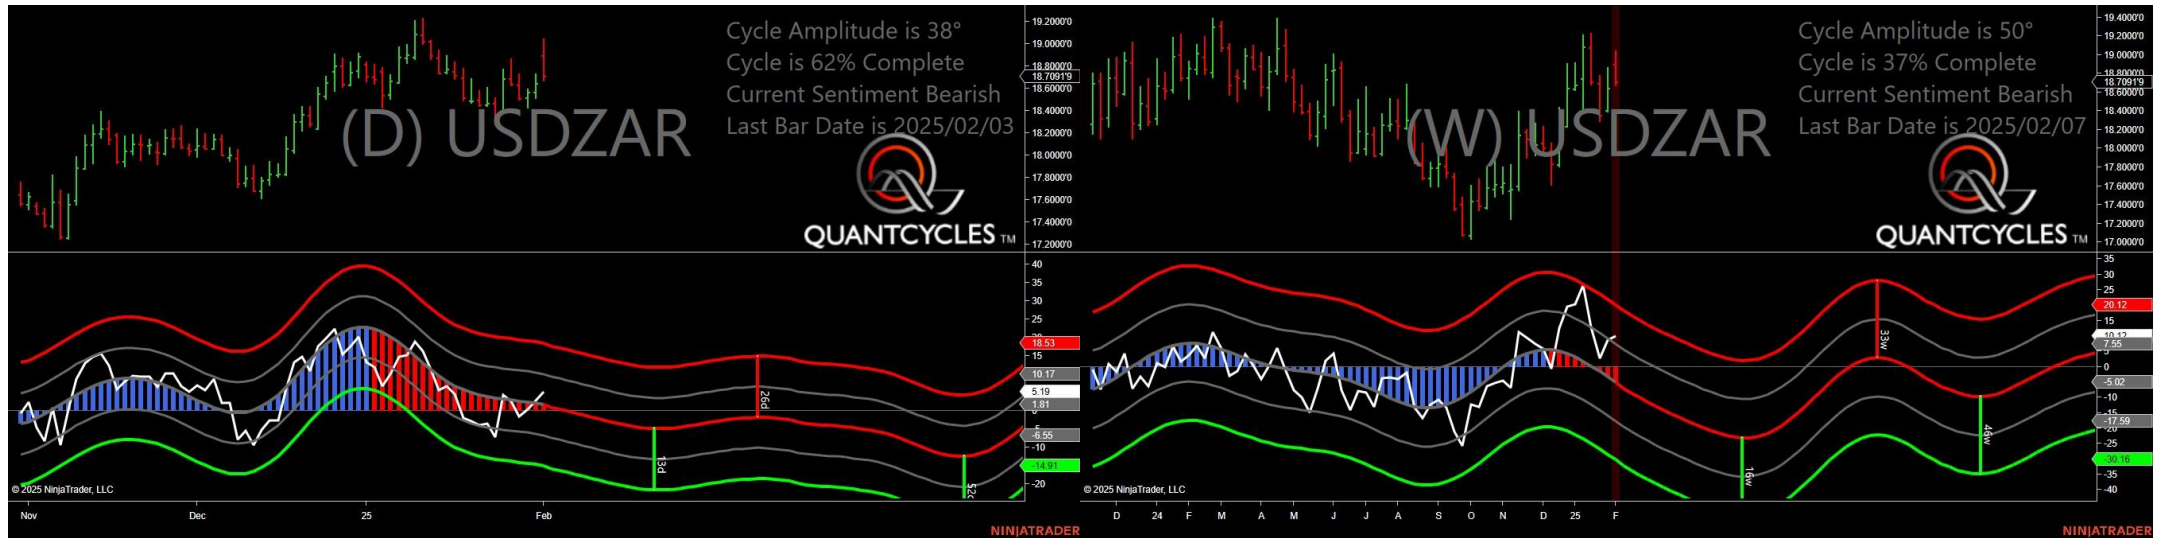 Cycle Amplitude is 38°
Cycle is 62% Complete
Current Sentiment Bearish
Last Bar Date is 2025/02/03
(D) USDZAR
QUANTCYCLES TM
19.2000'0
19.0000'0
18.8000'0
18.7091'9
18.6000'0
18.4000'0
18.2000'0
18.0000'0
17.8000'0
17.6000'0
17.4000'0
17.2000'0
40
35
30
25
18.53
15
10.17
5.19
1.81
-6.55
-10
-14.91
-20
13d
26d
© 2025 NinjaTrader, LLC
Nov Dec 25 Feb
NINJATRADER
Cycle Amplitude is 50°
Cycle is 37% Complete
Current Sentiment Bearish
Last Bar Date is 2025/02/07
(W) USDZAR
QUANTCYCLES TM
19.4000'0
19.2000'0
19.0000'0
18.8000'0
18.7091'9
18.6000'0
18.4000'0
18.2000'0
18.0000'0
17.8000'0
17.6000'0
17.4000'0
17.2000'0
17.0000'0
35
30
25
20.12
15
10.12
7.55
0
-5.02
-10
-17.59
-25
-30.16
-35
-40
16w
33w
46w
© 2025 NinjaTrader, LLC
D 24 F M A M J J A S O N D 25 F
NINJATRADER